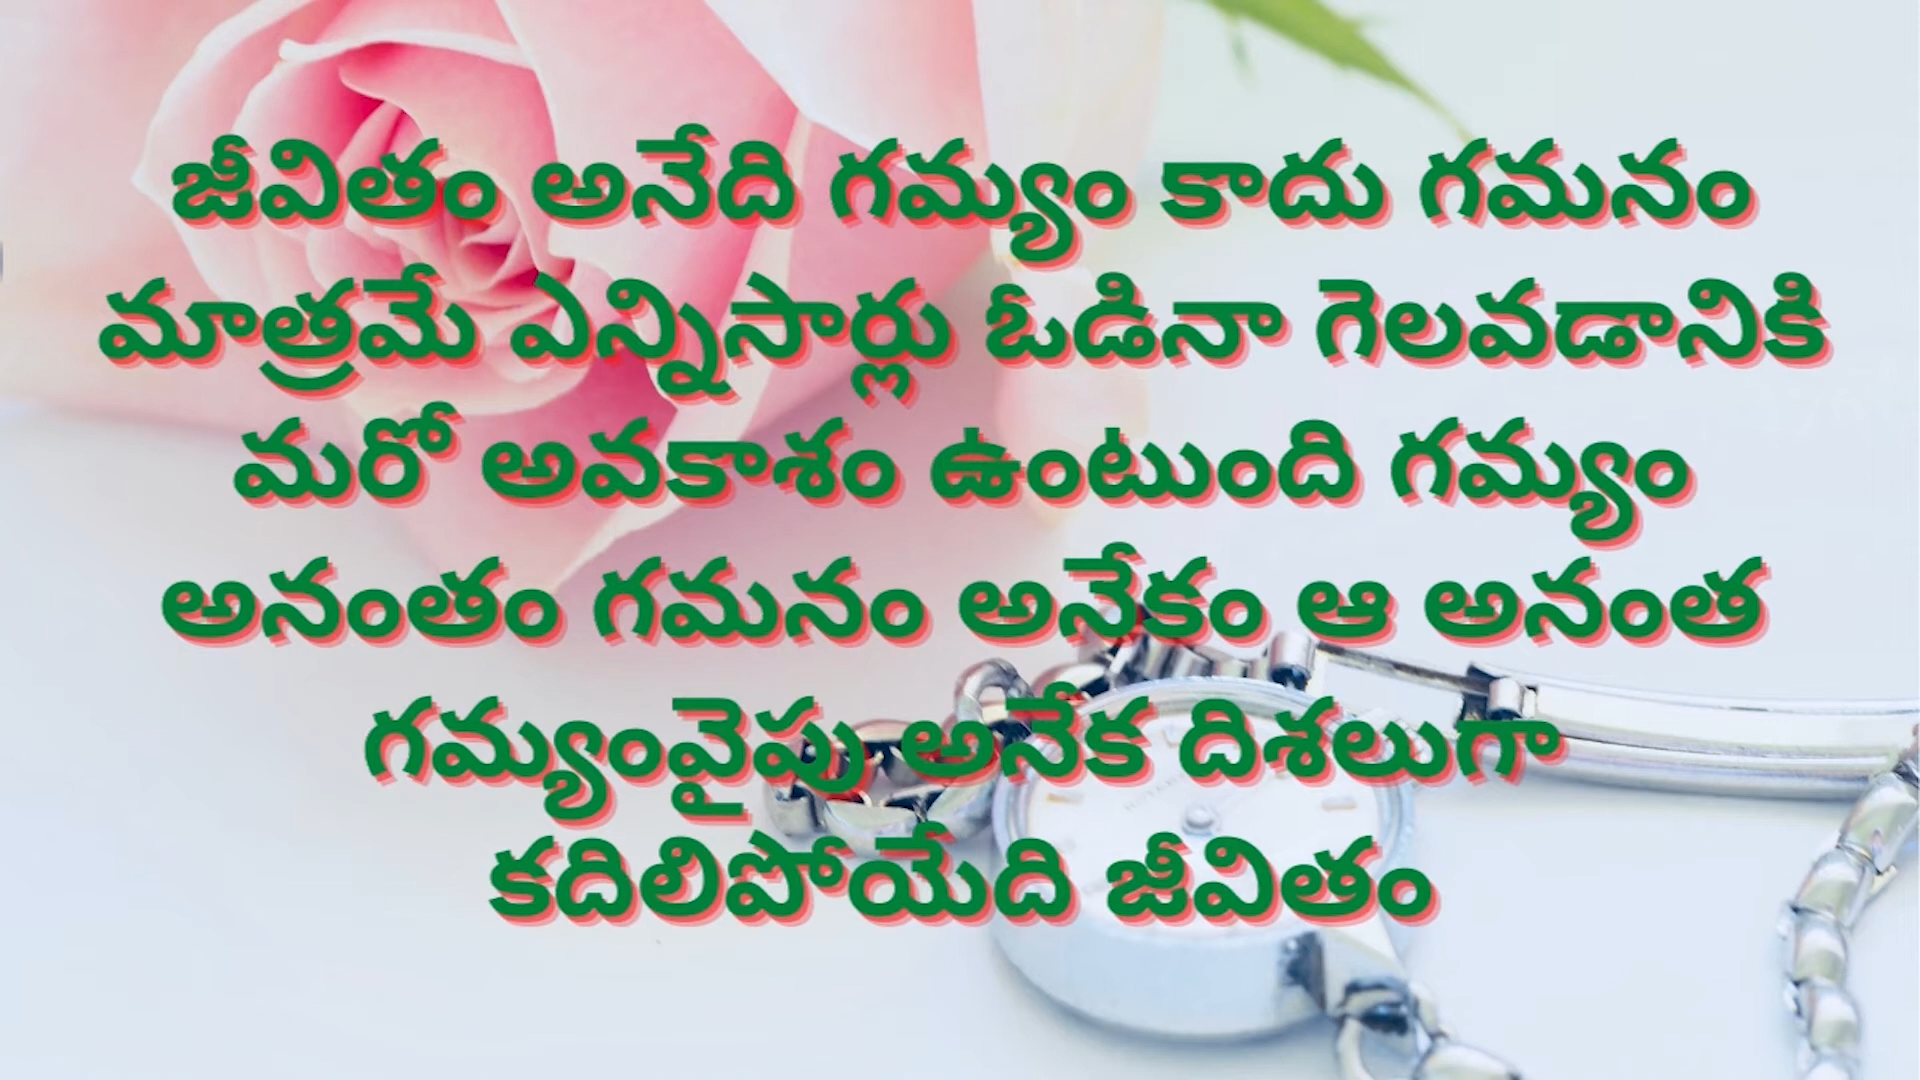 జీవితం అనేది గమ్యం కాదు గమనం
మాత్రమే ఎన్నిసార్లు ఓడినా గెలవడానికి
మరో అవకాశం ఉంటుంది గమ్యం
అనంతం గమనం అనేకం ఆ అనంత
గమ్యంవైపు అనేక దిశలుగా
కదిలిపోయేది జీవితం